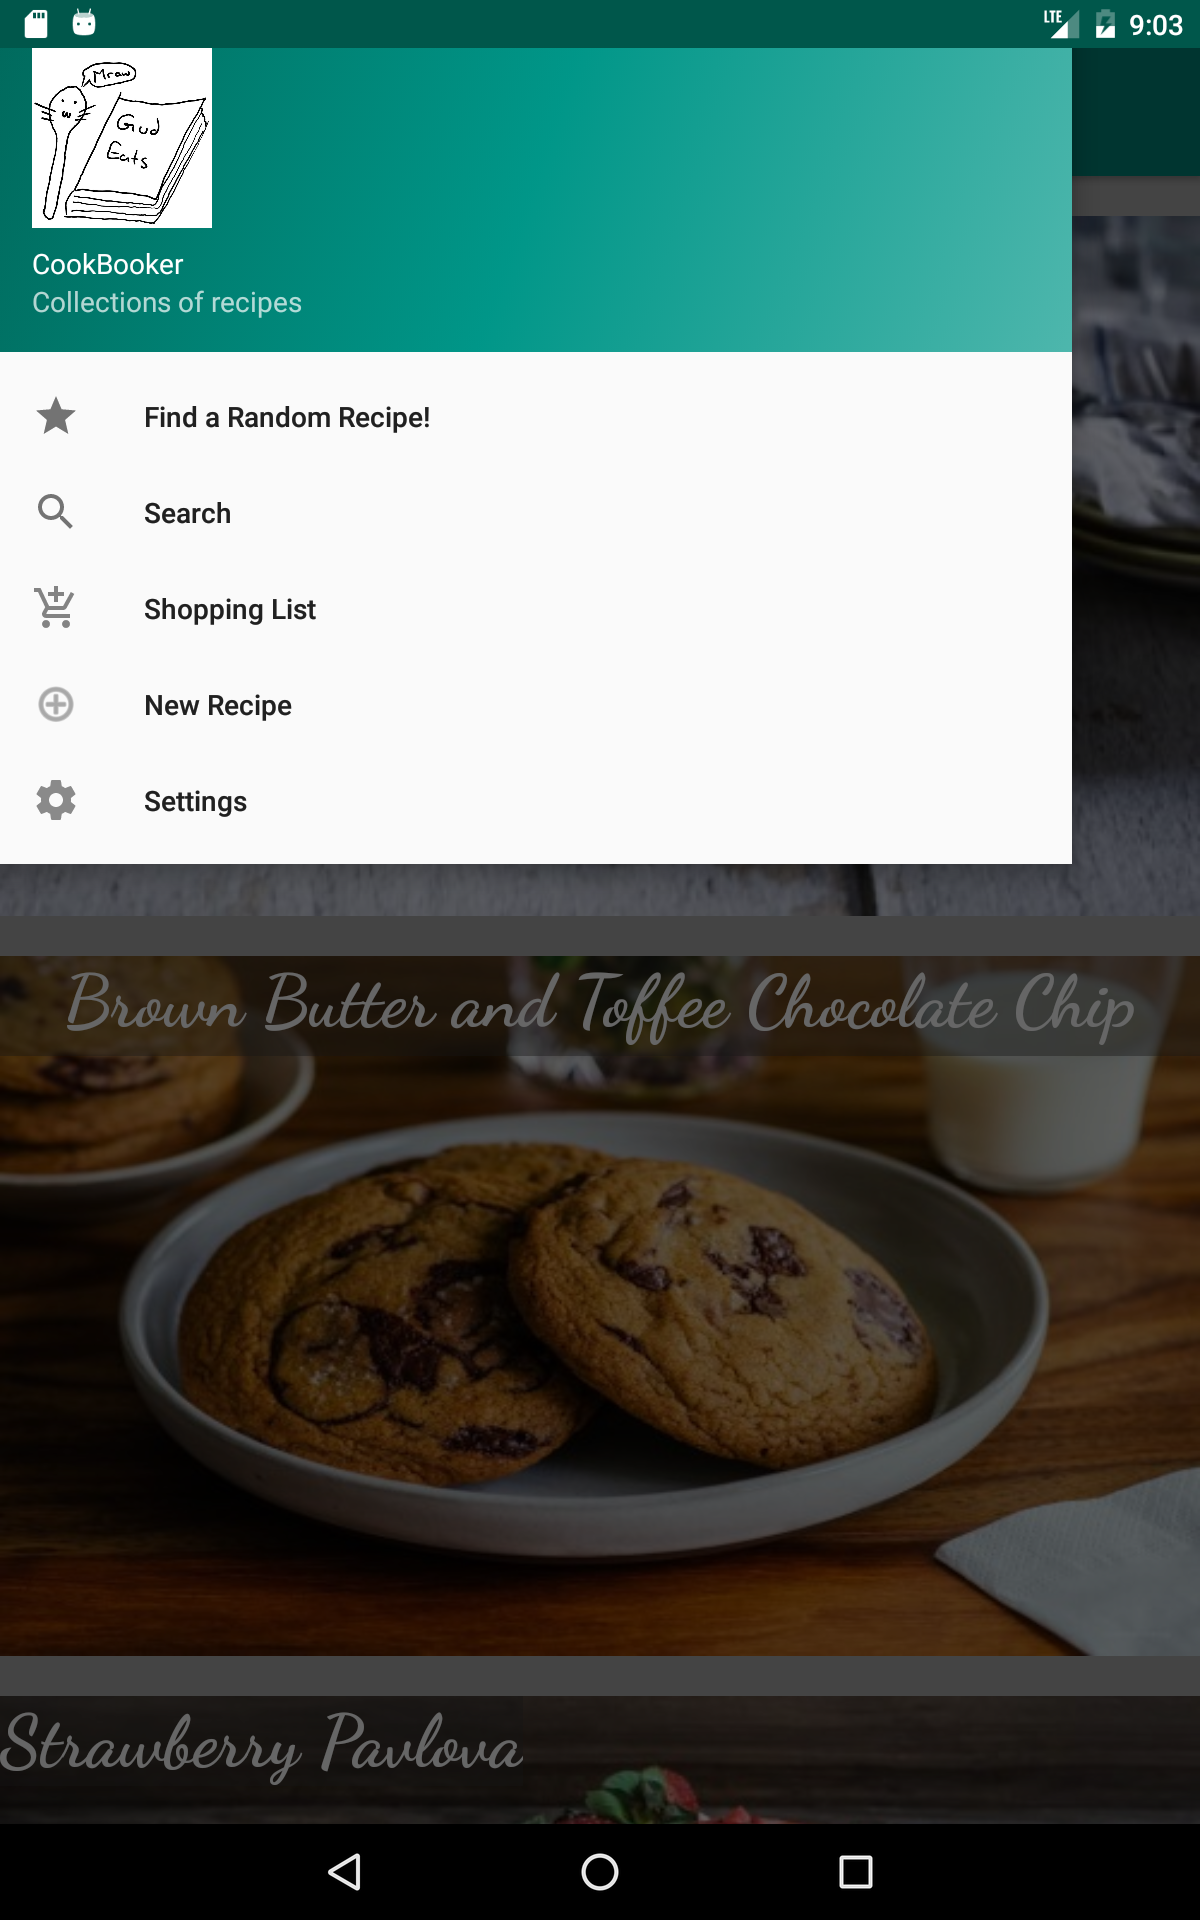 LTE 9:03
Mraw
Gud
Eats
CookBooker
Collections of recipes
Find a Random Recipe!
Search
Shopping List
New Recipe
Settings
Brown Butter and Toffee Chocolate Chip
Strawberry Pavlova